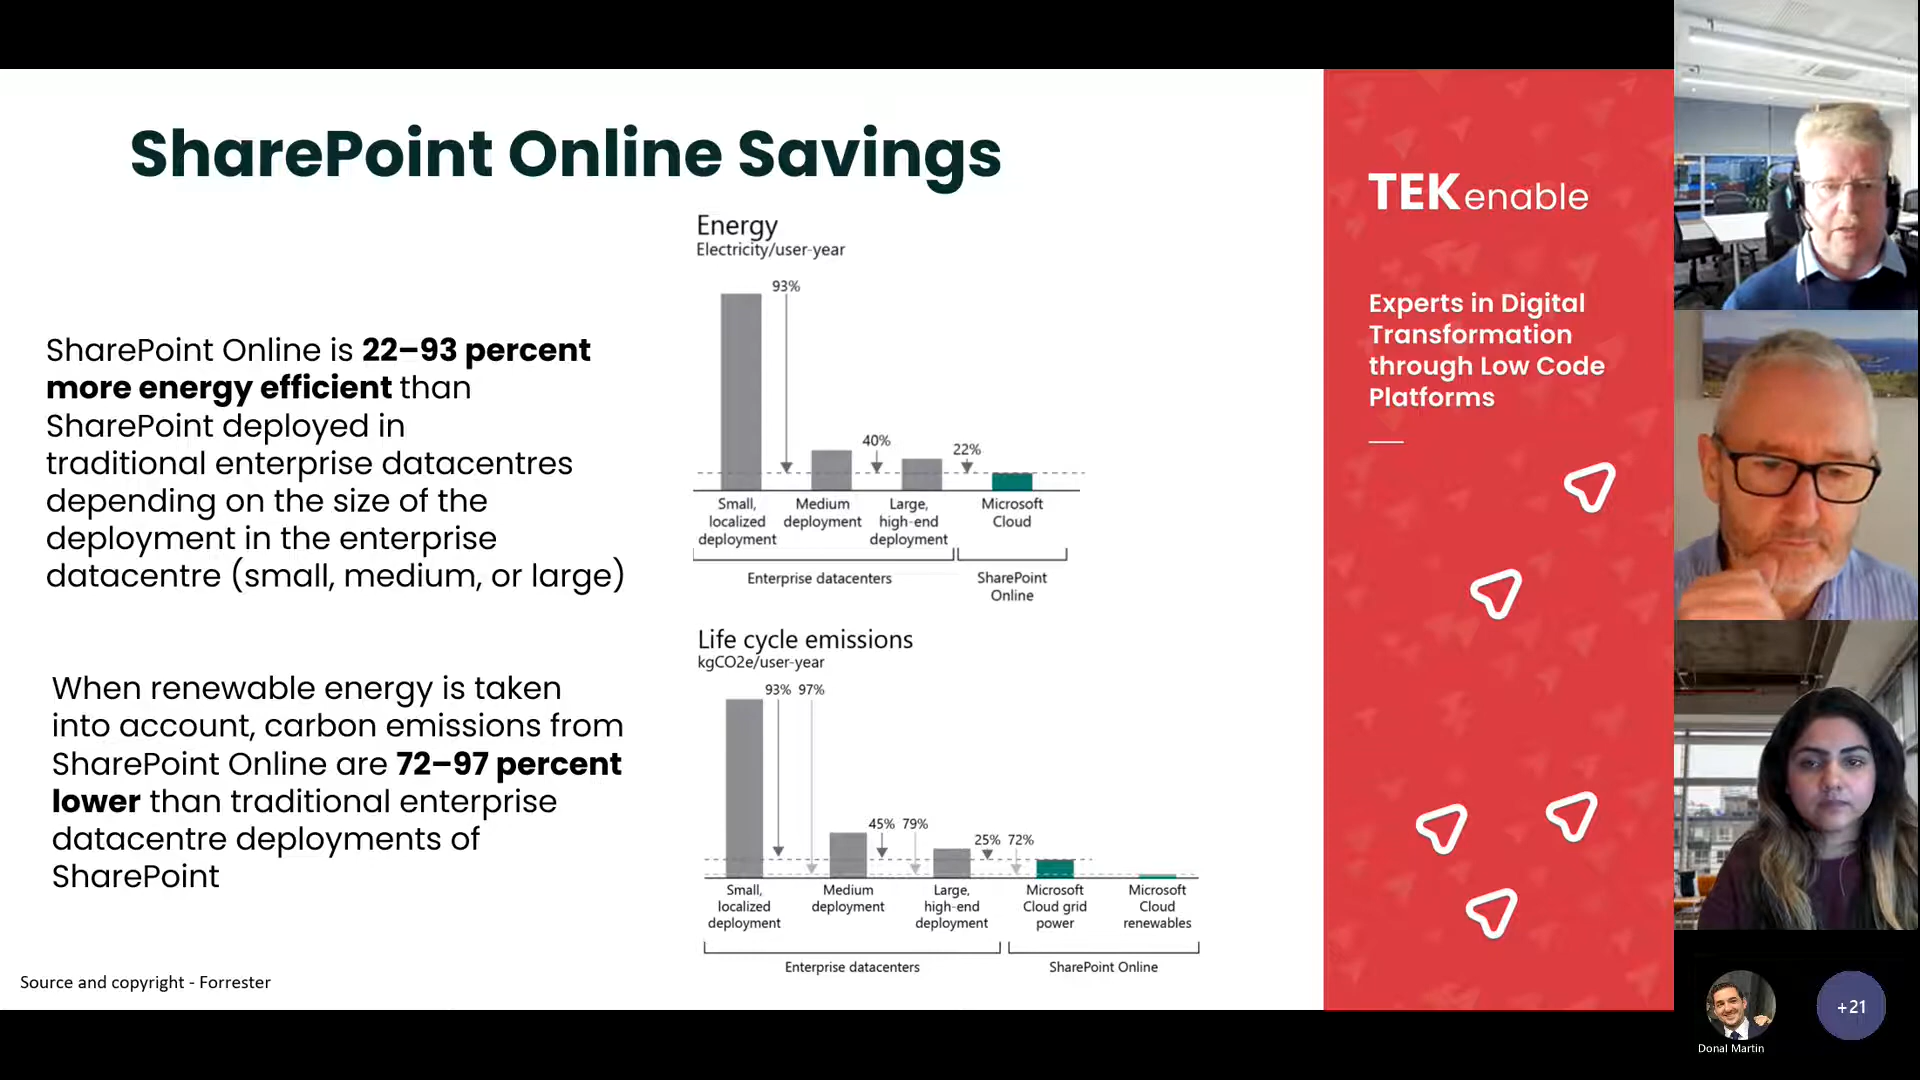 SharePoint Online Savings
SharePoint Online is 22–93 percent
more energy efficient than
SharePoint deployed in
traditional enterprise datacentres
depending on the size of the
deployment in the enterprise
datacentre (small, medium, or large)
When renewable energy is taken
into account, carbon emissions from
SharePoint Online are 72–97 percent
lower than traditional enterprise
datacentre deployments of
SharePoint
Source and copyright - Forrester
Energy
Electricity/user-year
93%
40%
22%
Small,
localized
deployment
Medium
deployment
Large,
high-end
deployment
Microsoft
Cloud
Enterprise datacenters
SharePoint
Online
Life cycle emissions
kgCO2e/user-year
93% 97%
45% 79%
25% 72%
Small,
localized
deployment
Medium
deployment
Large,
high-end
deployment
Microsoft
Cloud grid
power
Microsoft
Cloud
renewables
Enterprise datacenters
SharePoint Online
TEKenable
Experts in Digital
Transformation
through Low Code
Platforms
Donal Martin
+21